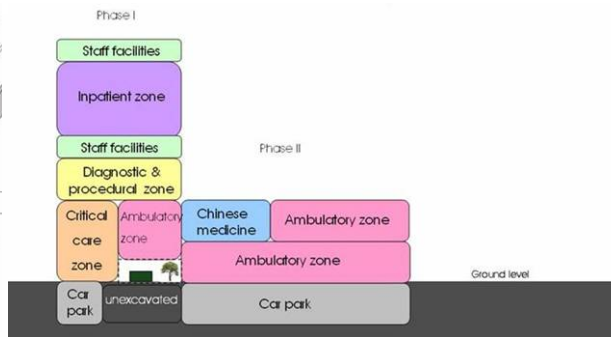 Phase I
Staff facilities
Inpatient zone
Staff facilities
Phase II
Diagnostic &
procedural zone
Critical
care
zone
Ambulatory
zone
Chinese
medicine
Ambulatory zone
Ambulatory zone
Ground level
Car
park
unexcavated
Car park